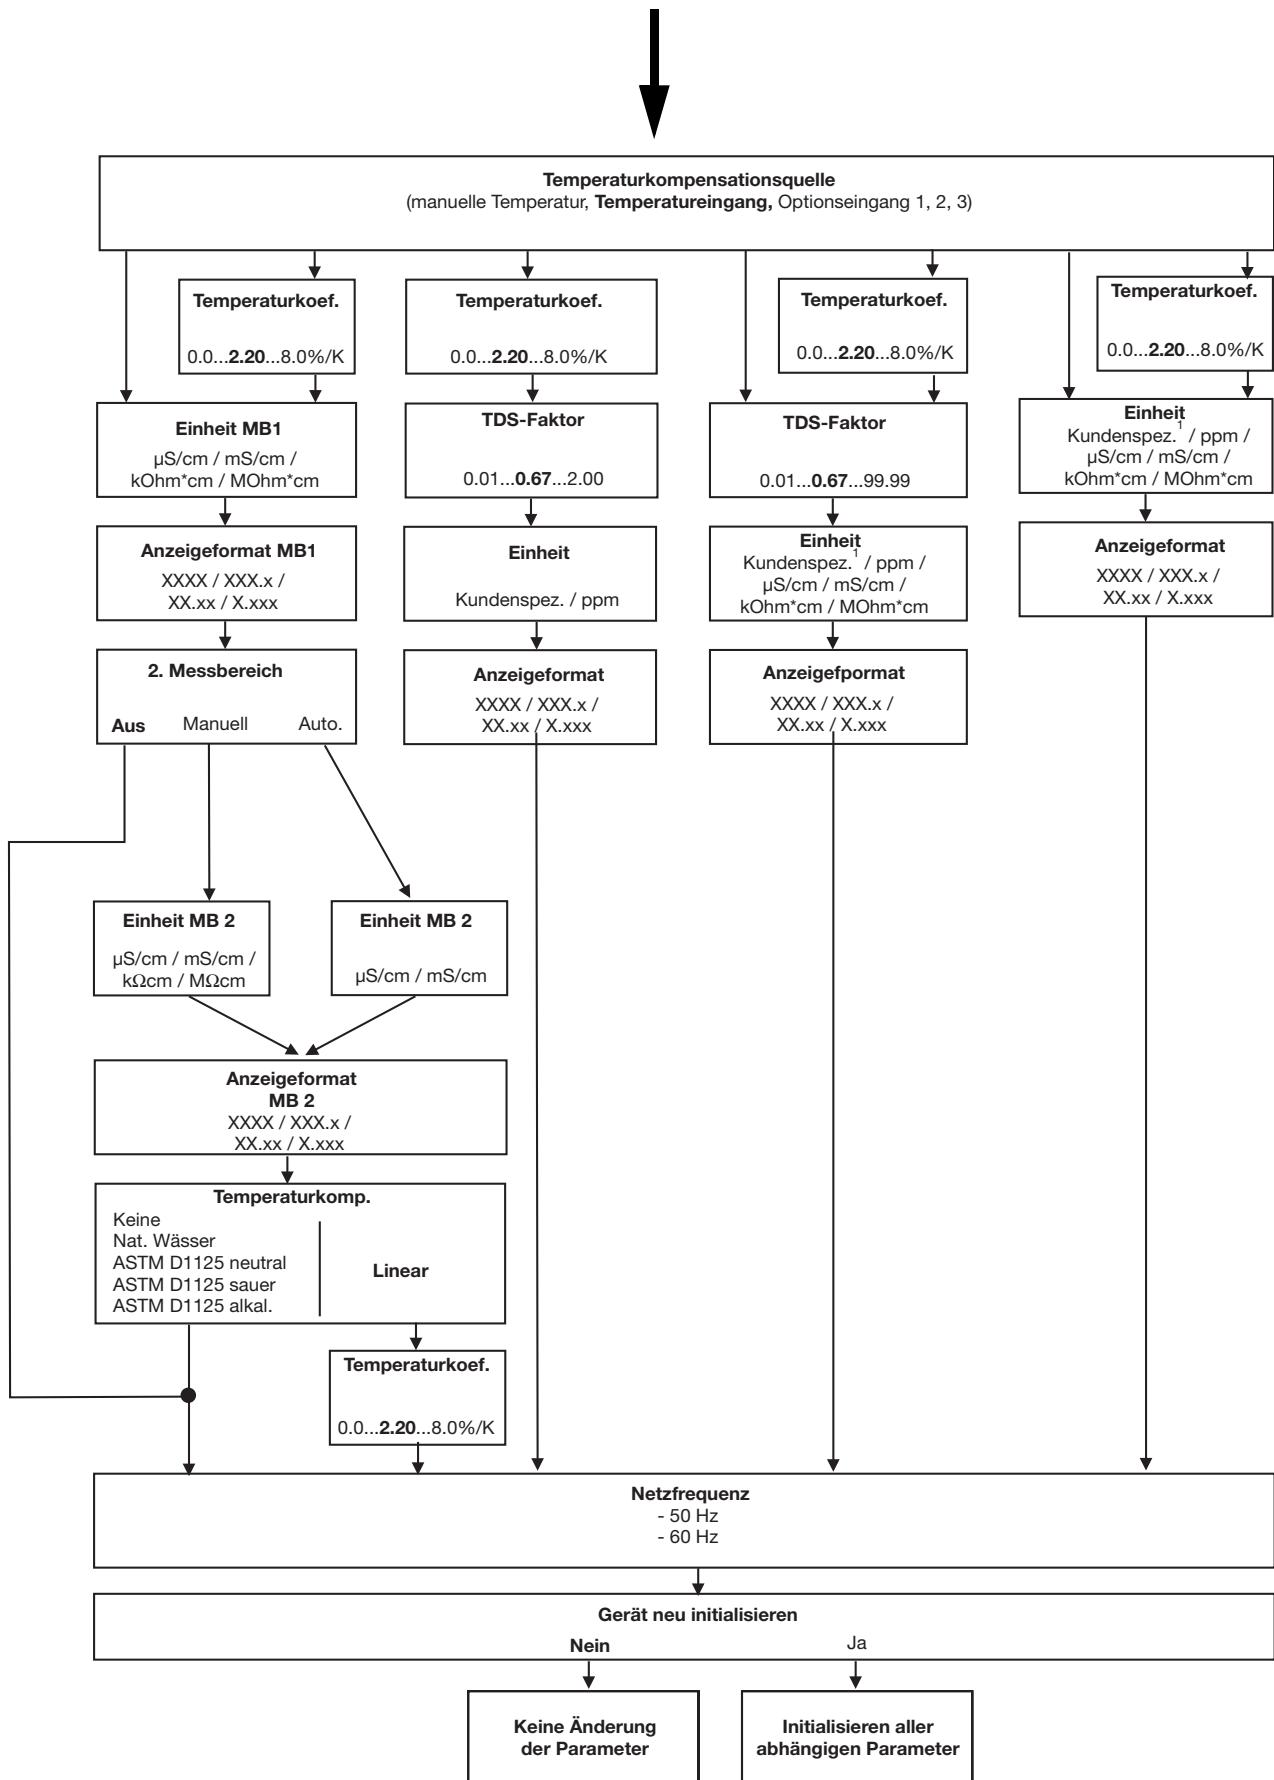 Temperaturkompensationsquelle
(manuelle Temperatur, Temperatureingang, Optionseingang 1, 2, 3)
Temperaturkoef.
0.0...2.20...8.0%/K
Temperaturkoef.
0.0...2.20...8.0%/K
Temperaturkoef.
0.0...2.20...8.0%/K
Temperaturkoef.
0.0...2.20...8.0%/K
Einheit MB1
µS/cm / mS/cm /
kOhm*cm / MOhm*cm
TDS-Faktor
0.01...0.67...2.00
TDS-Faktor
0.01...0.67...99.99
Einheit
Kundenspez.¹ / ppm /
µS/cm / mS/cm /
kOhm*cm / MOhm*cm
Anzeigeformat MB1
XXXX / XXX.x /
XX.xx / X.xxx
Einheit
Kundenspez. / ppm
Einheit
Kundenspez.¹ / ppm /
µS/cm / mS/cm /
kOhm*cm / MOhm*cm
Anzeigeformat
XXXX / XXX.x /
XX.xx / X.xxx
2. Messbereich
Aus Manuell Auto.
Anzeigeformat
XXXX / XXX.x /
XX.xx / X.xxx
Anzeigefpormat
XXXX / XXX.x /
XX.xx / X.xxx
Einheit MB 2
µS/cm / mS/cm /
kΩcm / MΩcm
Einheit MB 2
µS/cm / mS/cm
Anzeigeformat
MB 2
XXXX / XXX.x /
XX.xx / X.xxx
Temperaturkomp.
Keine
Nat. Wässer
ASTM D1125 neutral
ASTM D1125 sauer
ASTM D1125 alkal.
Linear
Temperaturkoef.
0.0...2.20...8.0%/K
Netzfrequenz
- 50 Hz
- 60 Hz
Gerät neu initialisieren
Nein Ja
Keine Änderung
der Parameter
Initialisieren aller
abhängigen Parameter